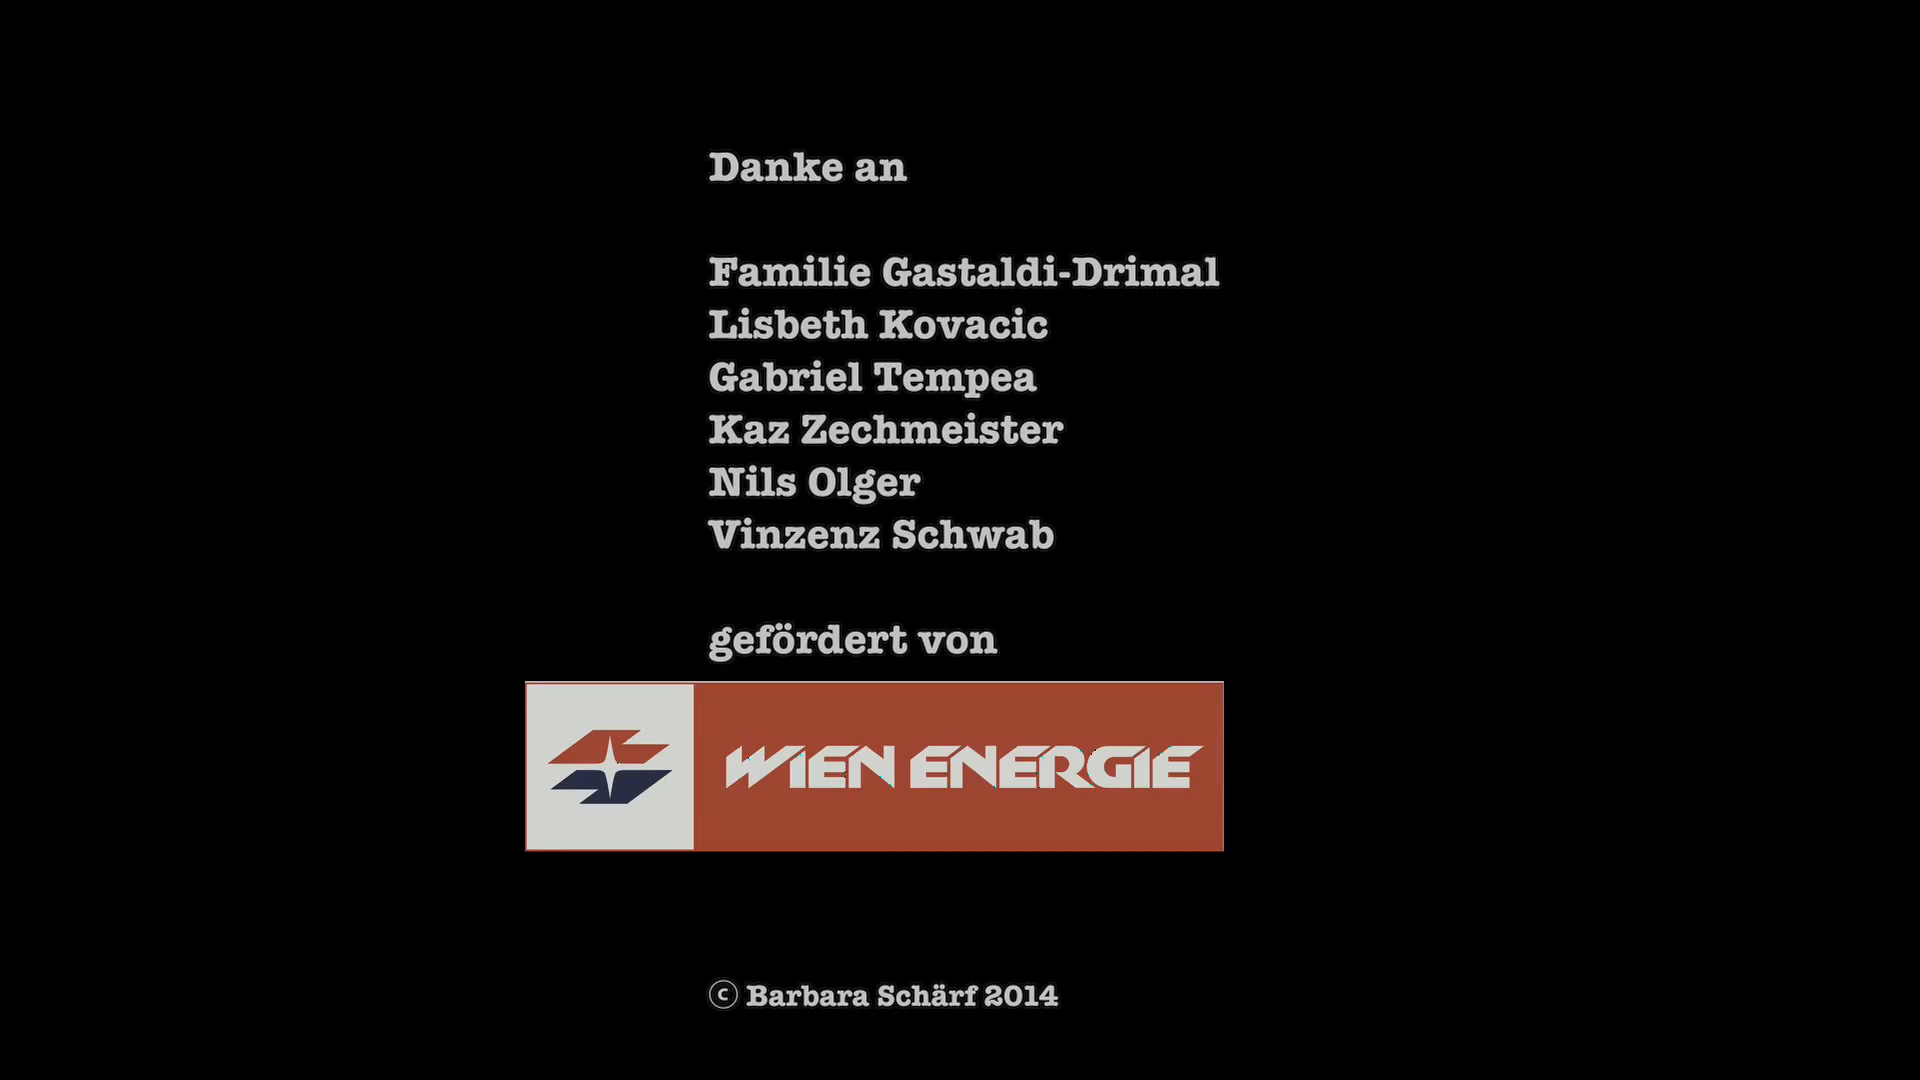 Danke an
Familie Gastaldi-Drimal
Lisbeth Kovacic
Gabriel Tempea
Kaz Zechmeister
Nils Olger
Vinzenz Schwab
gefördert von
WIEN ENERGIE
© Barbara Schärf 2014